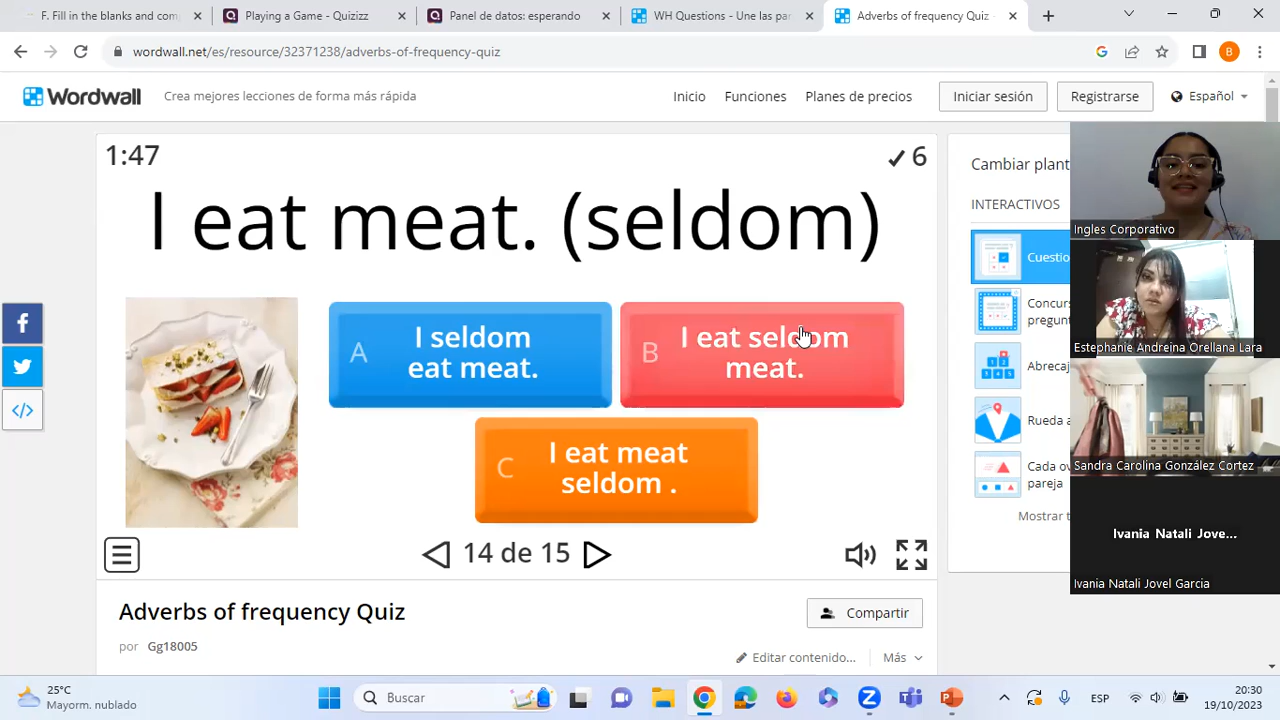 F. Fill in the blanks and com
Playing a Game - Quizizz
Panel de datos: esperando
WH Questions - Une las par
Adverbs of frequency Quiz -
wordwall.net/es/resource/32371238/adverbs-of-frequency-quiz
B
Wordwall
Crea mejores lecciones de forma más rápida
Inicio
Funciones
Planes de precios
Iniciar sesión
Registrarse
Español
1:47
6
I eat meat. (seldom)
A
I seldom
eat meat.
B
I eat seldom
meat.
C
I eat meat
seldom .
14 de 15
Adverbs of frequency Quiz
por Gg18005
Compartir
Editar contenido...
Más
Cambiar plant
INTERACTIVOS
Cuestio
Concurs
pregunt
Abrecaj
Rueda a
Cada ov
pareja
Mostrar t
Ingles Corporativo
Estephanie Andreina Orellana Lara
Sandra Carolina González Cortez
Ivania Natali Jove...
Ivania Natali Jovel Garcia
25°C
Mayorm. nublado
Buscar
ESP
20:30
19/10/2023